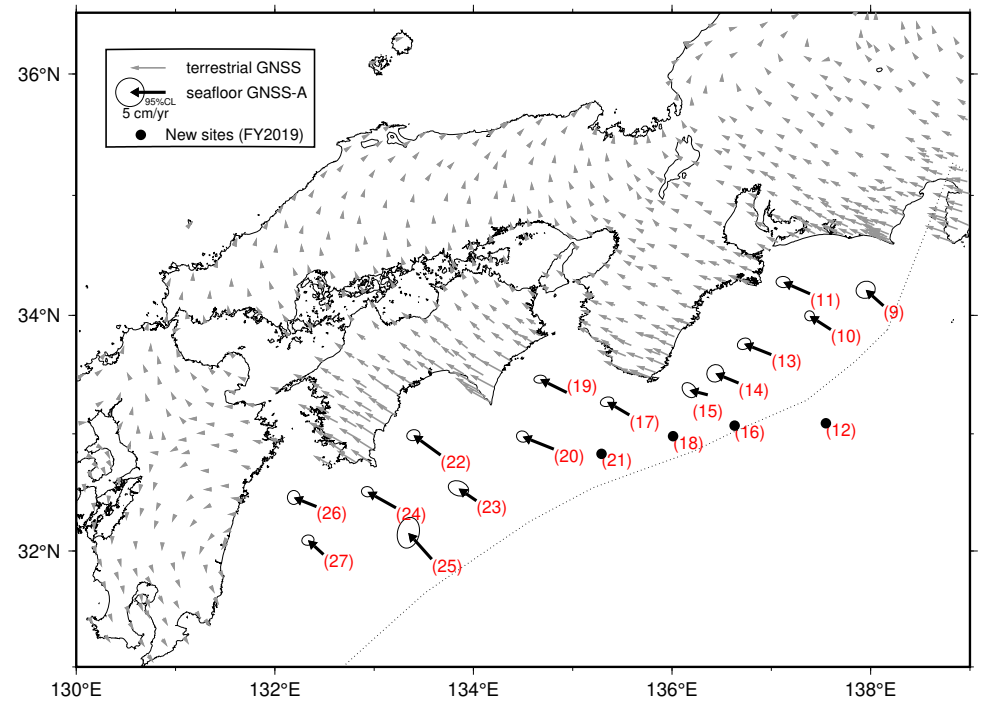 36°N
34°N
32°N
130°E
132°E
134°E
136°E
138°E
terrestrial GNSS
seafloor GNSS-A
95%CL
5 cm/yr
New sites (FY2019)
(9)
(11)
(10)
(13)
(14)
(15)
(19)
(17)
(16)
(12)
(18)
(20)
(21)
(22)
(23)
(24)
(26)
(25)
(27)